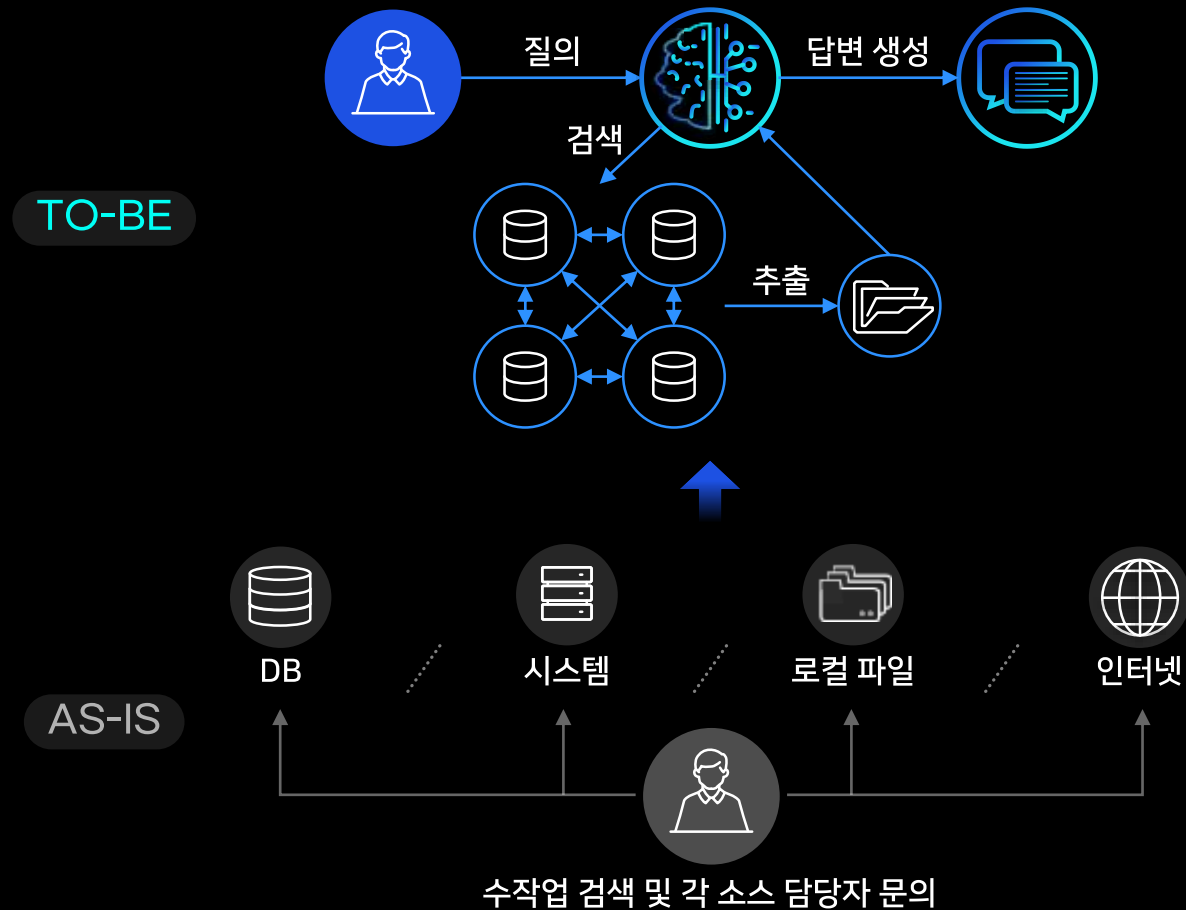 질의
답변 생성
검색
TO-BE
추출
DB
시스템
로컬 파일
인터넷
AS-IS
수작업 검색 및 각 소스 담당자 문의